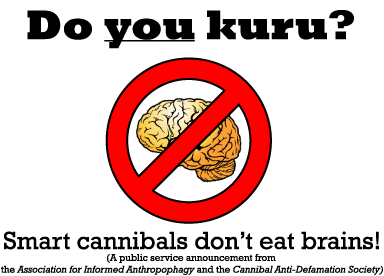 Do you kuru?
Smart cannibals don't eat brains!
(A public service announcement from
the Association for Informed Anthropophagy and the Cannibal Anti-Defamation Society)